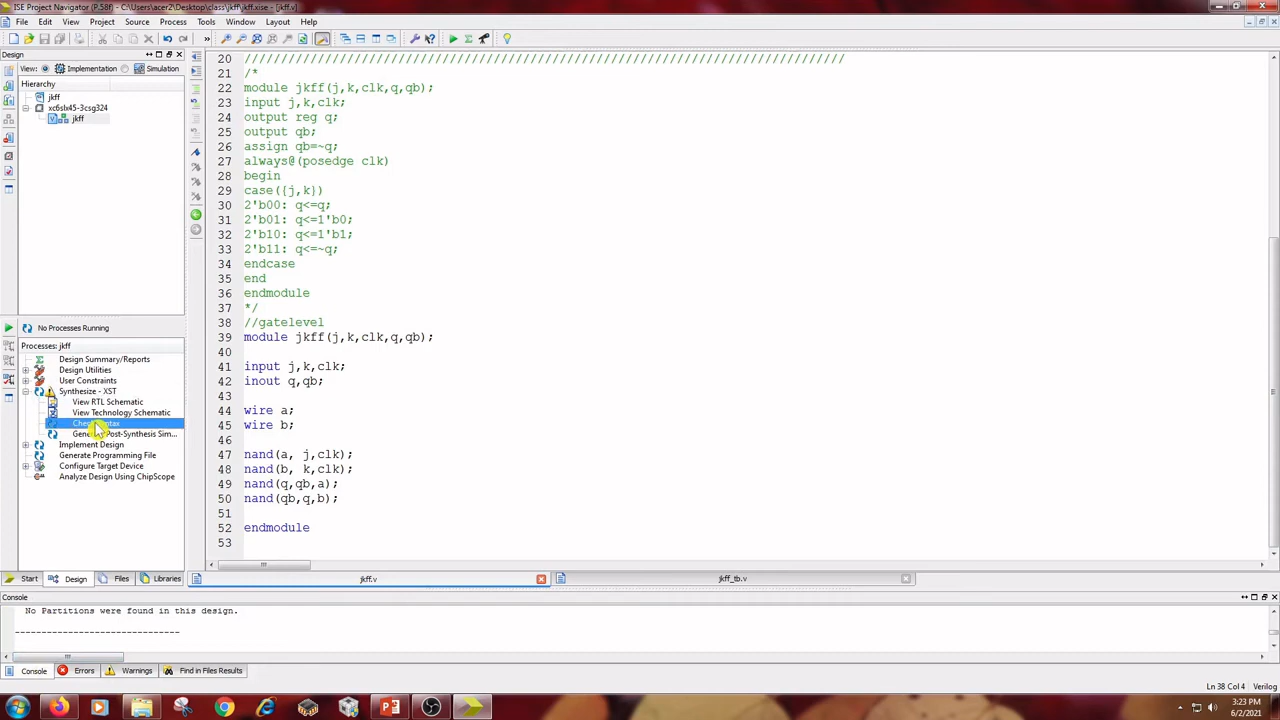 ISE Project Navigator (P.58f) - C:\Users\acer2\Desktop\class\jkff\jkff.xise - [jkff.v]
File Edit View Project Source Process Tools Window Layout Help
Design
View: Implementation Simulation
Hierarchy
jkff
xc6slx45-3csg324
jkff
No Processes Running
Processes: jkff
Design Summary/Reports
Design Utilities
User Constraints
Synthesize - XST
View RTL Schematic
View Technology Schematic
Implement Design
Generate Programming File
Configure Target Device
Analyze Design Using ChipScope
Start Design Files Libraries
20 //////////////////////////////////////////////////////////////////////////////////
21 /*
22 module jkff(j,k,clk,q,qb);
23 input j,k,clk;
24 output reg q;
25 output qb;
26 assign qb=~q;
27 always@(posedge clk)
28 begin
29 case({j,k})
30 2'b00: q<=q;
31 2'b01: q<=1'b0;
32 2'b10: q<=1'b1;
33 2'b11: q<=~q;
34 endcase
35 end
36 endmodule
37 */
38 //gatelevel
39 module jkff(j,k,clk,q,qb);
40
41 input j,k,clk;
42 inout q,qb;
43
44 wire a;
45 wire b;
46
47 nand(a, j,clk);
48 nand(b, k,clk);
49 nand(q,qb,a);
50 nand(qb,q,b);
51
52 endmodule
53
jkff.v jkff_tb.v
Console
No Partitions were found in this design.
-------------------------------
Console Errors Warnings Find in Files Results
Ln 38 Col 4 Verilog
3:23 PM
6/2/2021